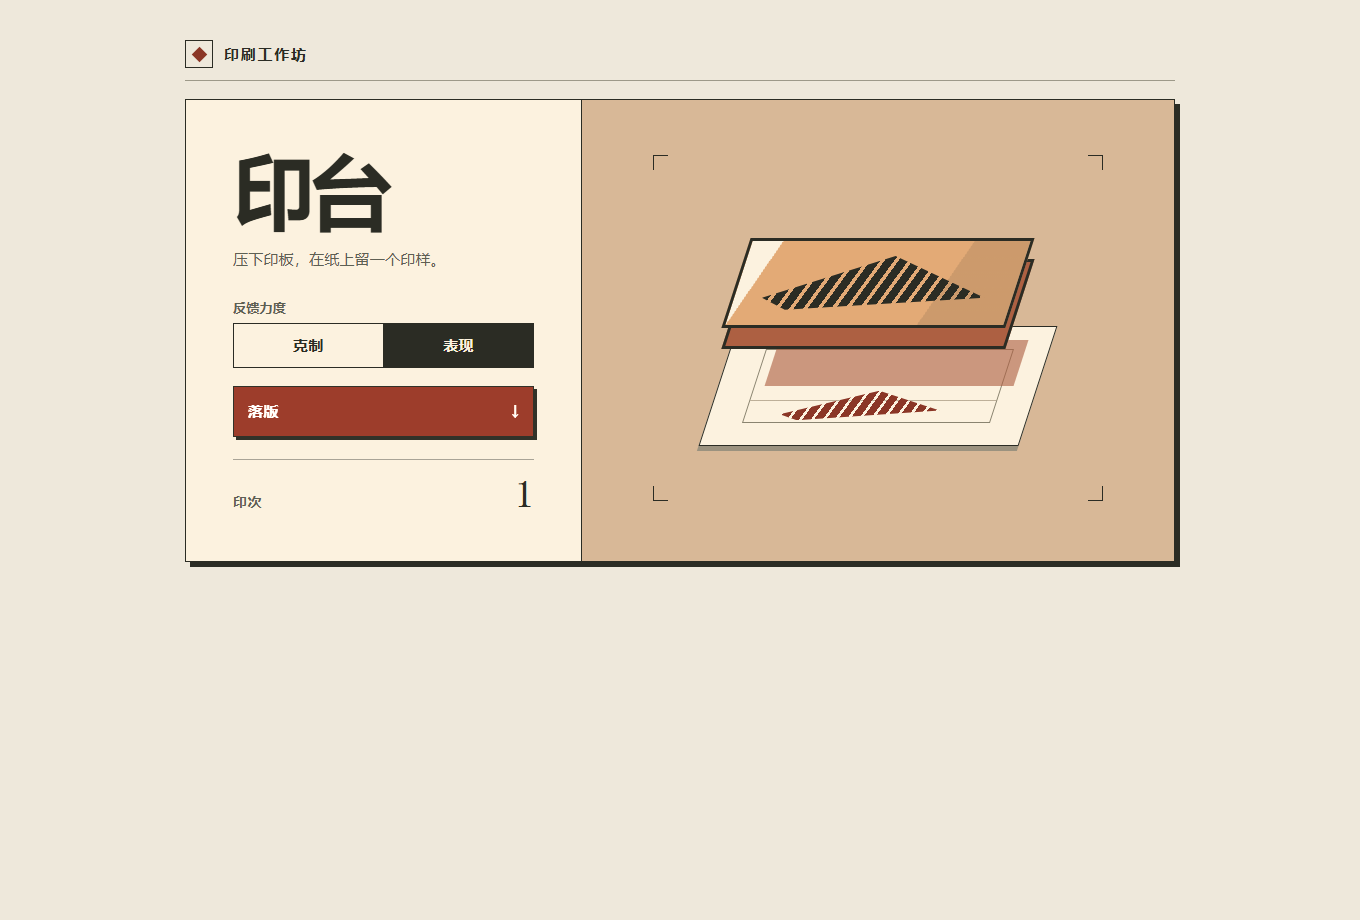 印刷工作坊
印台
压下印板，在纸上留一个印样。
反馈力度
克制 表现
落版 ↓
印次 1